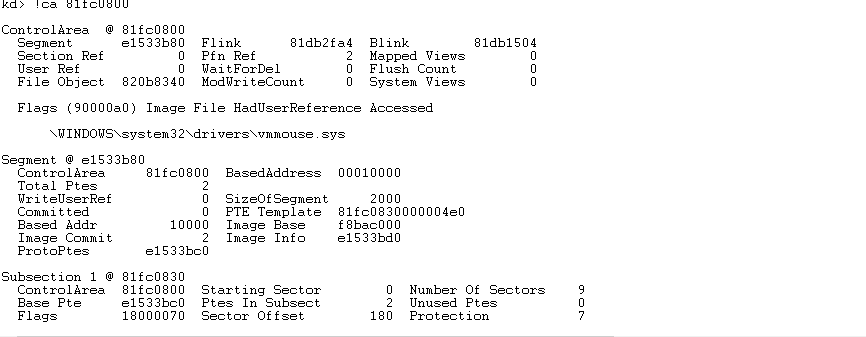 kd> !ca 81fc0800
ControlArea @ 81fc0800
Segment e1533b80 Flink 81db2fa4 Blink 81db1504
Section Ref 0 Pfn Ref 2 Mapped Views 0
User Ref 0 WaitForDel 0 Flush Count 0
File Object 820b8340 ModWriteCount 0 System Views 0
Flags (90000a0) Image File HadUserReference Accessed
\WINDOWS\system32\drivers\vmmouse.sys
Segment @ e1533b80
ControlArea 81fc0800 BasedAddress 00010000
Total Ptes 2
WriteUserRef 0 SizeOfSegment 2000
Committed 0 PTE Template 81fc0830000004e0
Based Addr 10000 Image Base f8bac000
Image Commit 2 Image Info e1533bd0
ProtoPtes e1533bc0
Subsection 1 @ 81fc0830
ControlArea 81fc0800 Starting Sector 0 Number Of Sectors 9
Base Pte e1533bc0 Ptes In Subsect 2 Unused Ptes 0
Flags 18000070 Sector Offset 180 Protection 7